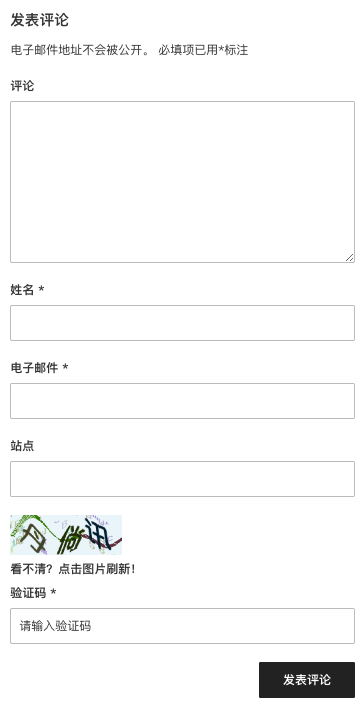 发表评论
电子邮件地址不会被公开。 必填项已用*标注
评论
姓名 *
电子邮件 *
站点
看不清？点击图片刷新！
验证码 *
请输入验证码
发表评论